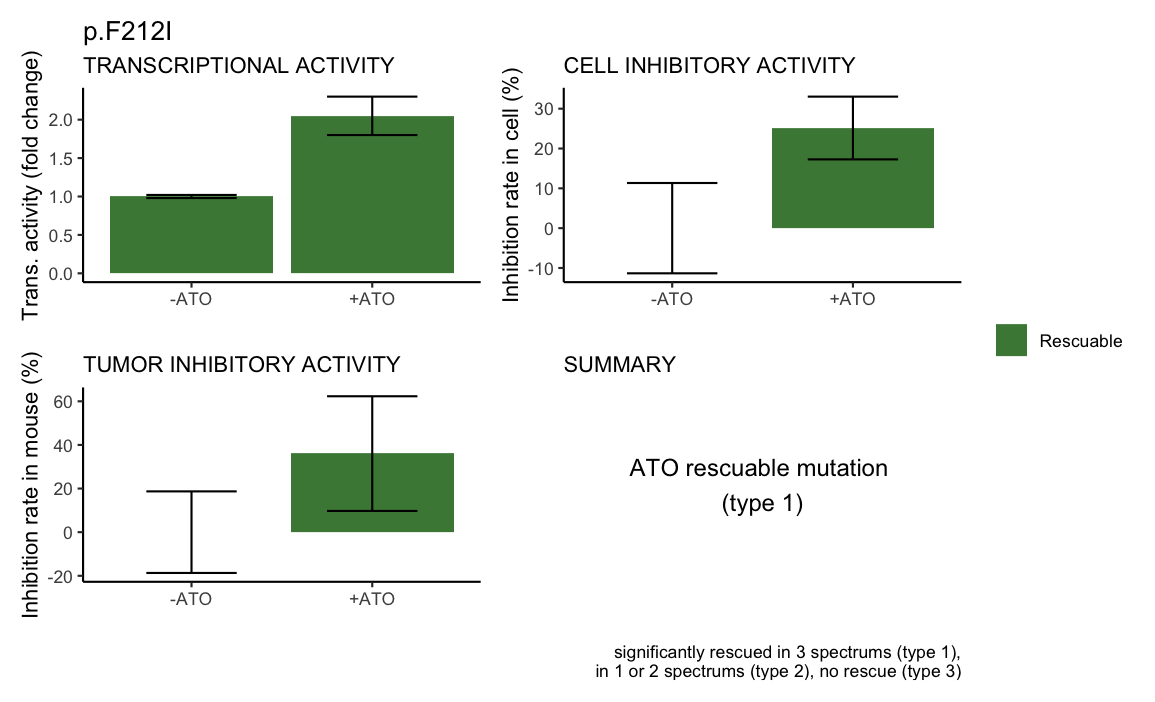 p.F212I
TRANSCRIPTIONAL ACTIVITY
Trans. activity (fold change)
2.0
1.5
1.0
0.5
0.0
-ATO
+ATO
CELL INHIBITORY ACTIVITY
Inhibition rate in cell (%)
30
20
10
0
-10
-ATO
+ATO
Rescuable
TUMOR INHIBITORY ACTIVITY
Inhibition rate in mouse (%)
60
40
20
0
-20
-ATO
+ATO
SUMMARY
ATO rescuable mutation
(type 1)
significantly rescued in 3 spectrums (type 1),
in 1 or 2 spectrums (type 2), no rescue (type 3)